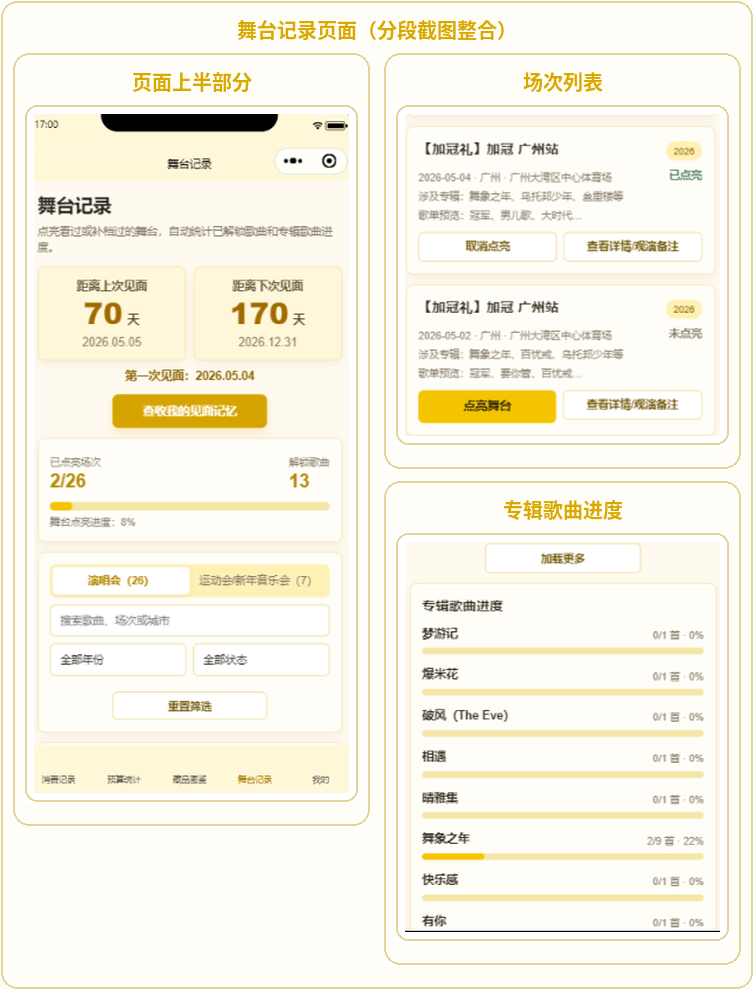 舞台记录页面（分段截图整合）
页面上半部分
17:00
舞台记录
舞台记录
点亮看过或补档过的舞台，自动统计已解锁歌曲和专辑歌曲进
度。
距离上次见面
70 天
2026.05.05
距离下次见面
170 天
2026.12.31
第一次见面：2026.05.04
查收我的见面记忆
已点亮场次
2/26
解锁歌曲
13
舞台点亮进度：8%
演唱会（26）
运动会/新年音乐会（7）
搜索歌曲、场次或城市
全部年份
全部状态
重置筛选
消费记录
预算统计
藏品图鉴
舞台记录
我的
场次列表
【加冠礼】加冠 广州站
2026
2026-05-04 · 广州 · 广州大湾区中心体育场
已点亮
涉及专辑：舞象之年、乌托邦少年、叁重楼等
歌单预览：冠军、男儿歌、大时代...
取消点亮
查看详情/观演备注
【加冠礼】加冠 广州站
2026
2026-05-02 · 广州 · 广州大湾区中心体育场
未点亮
涉及专辑：舞象之年、百忧戒、乌托邦少年等
歌单预览：冠军、要你管、百忧戒...
点亮舞台
查看详情/观演备注
专辑歌曲进度
加载更多
专辑歌曲进度
梦游记
0/1 首 · 0%
爆米花
0/1 首 · 0%
破风（The Eve）
0/1 首 · 0%
相遇
0/1 首 · 0%
晴雅集
0/1 首 · 0%
舞象之年
2/9 首 · 22%
快乐感
0/1 首 · 0%
有你
0/1 首 · 0%